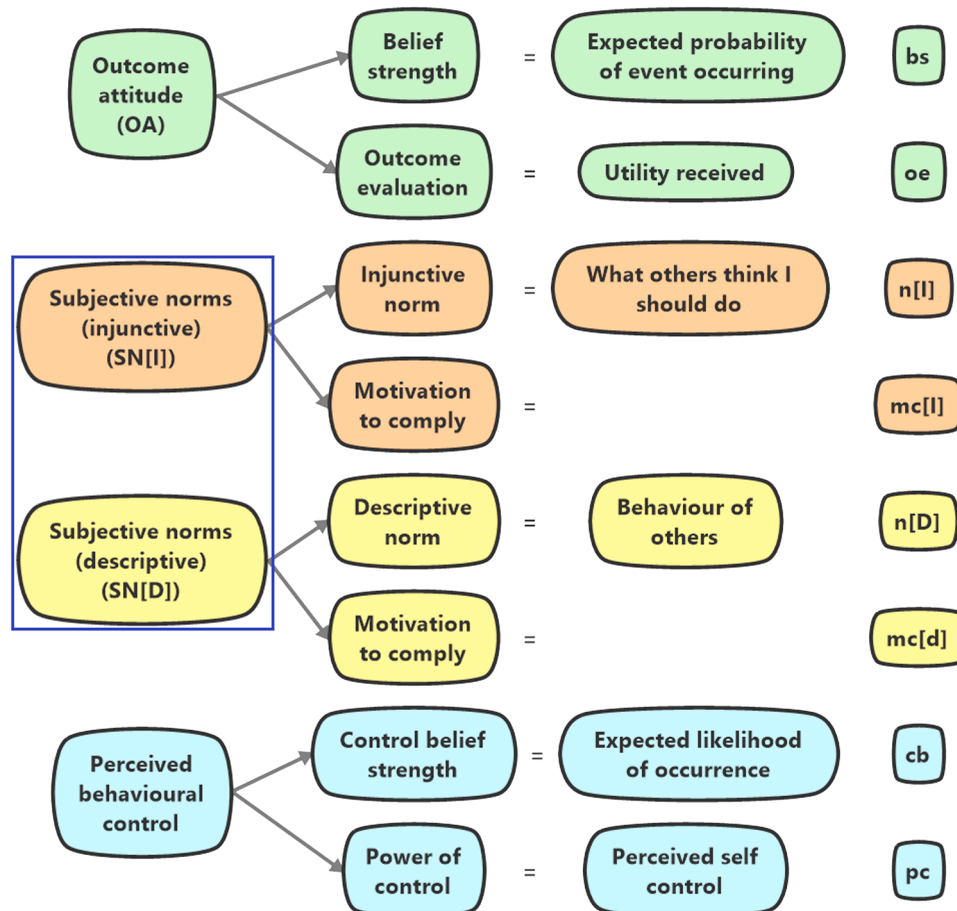 Outcome
attitude
(OA)
Belief
strength
=
Expected probability
of event occurring
bs
Outcome
evaluation
=
Utility received
oe
Subjective norms
(injunctive)
(SN[I])
Injunctive
norm
=
What others think I
should do
n[I]
Motivation
to comply
=
mc[I]
Subjective norms
(descriptive)
(SN[D])
Descriptive
norm
=
Behaviour of
others
n[D]
Motivation
to comply
=
mc[d]
Perceived
behavioural
control
Control belief
strength
=
Expected likelihood
of occurrence
cb
Power of
control
=
Perceived self
control
pc